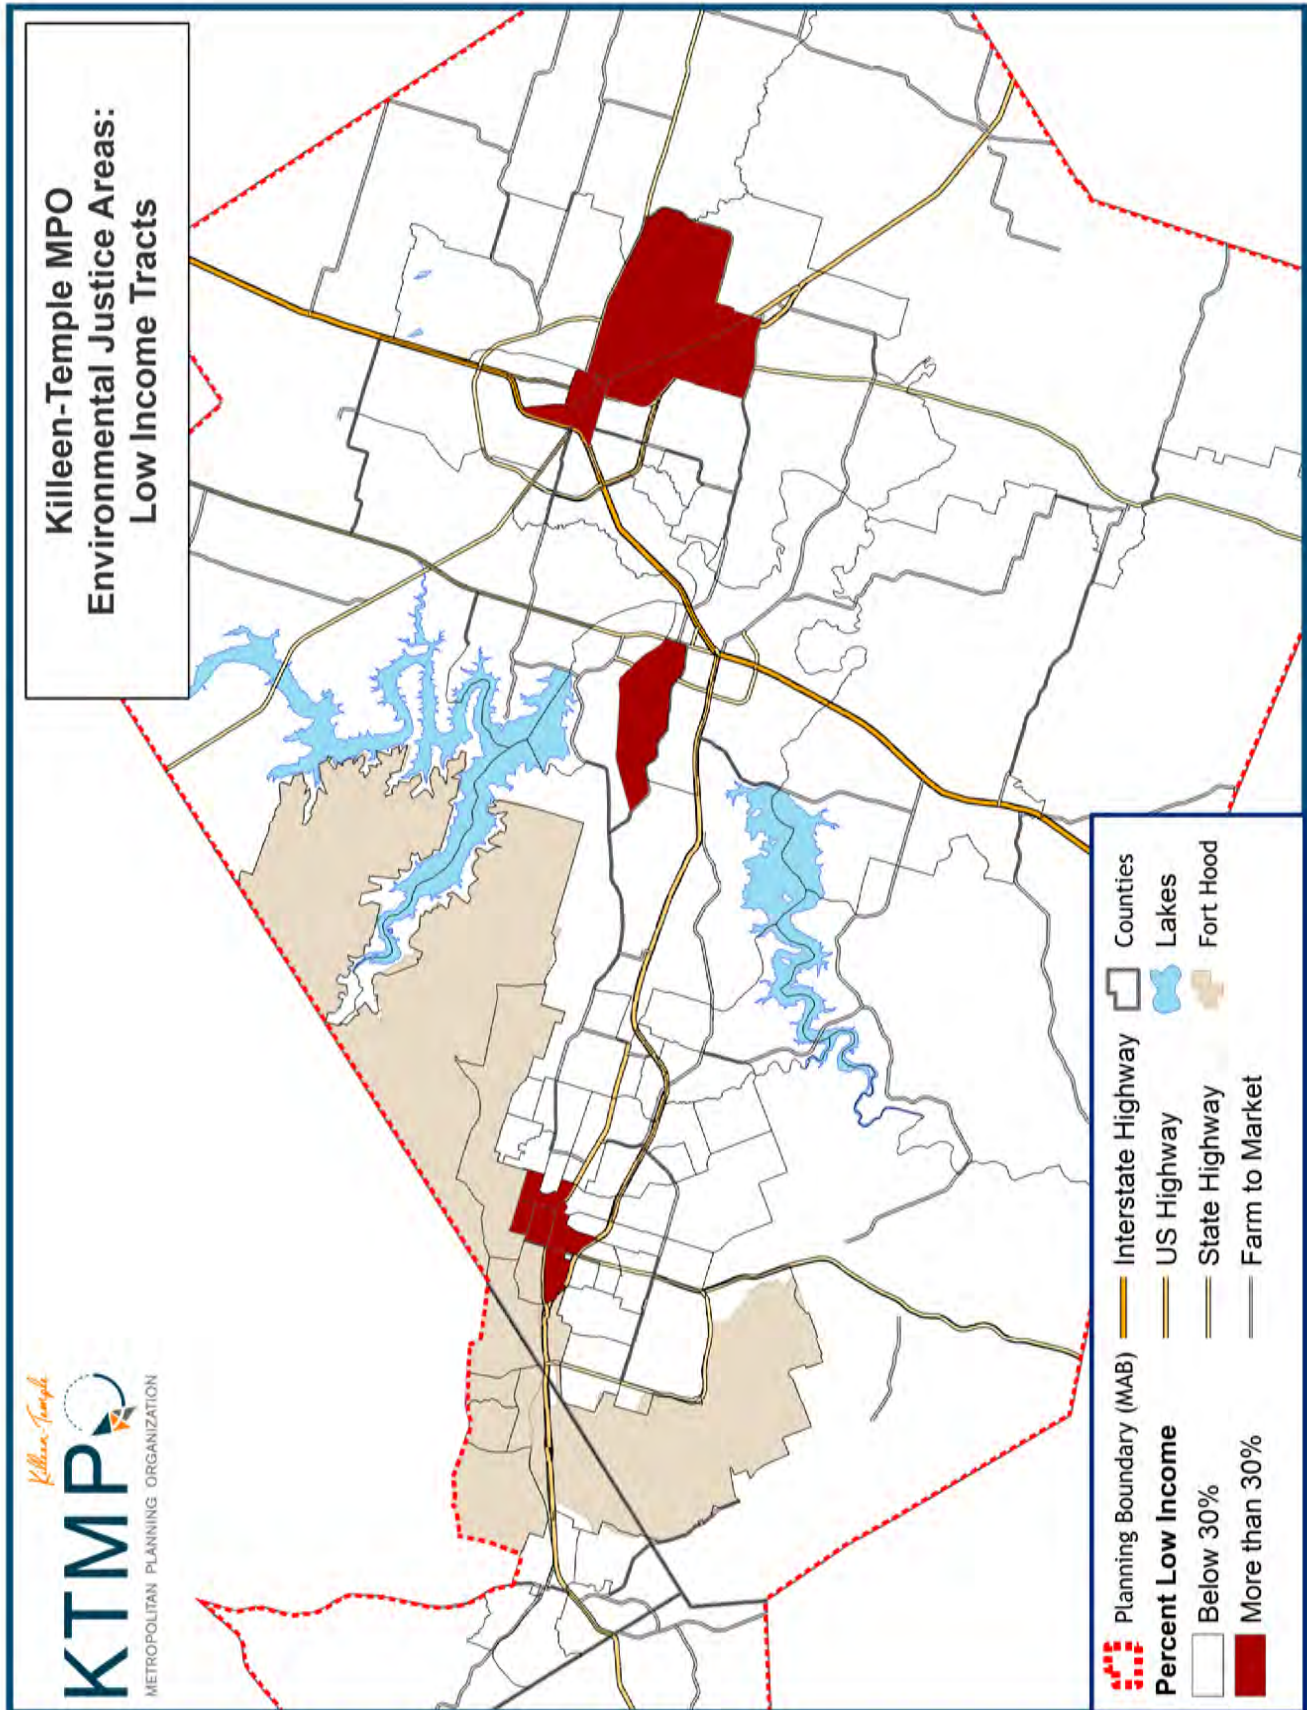 Killeen-Temple
KTMPO
METROPOLITAN PLANNING ORGANIZATION
Killeen-Temple MPO
Environmental Justice Areas:
Low Income Tracts
Planning Boundary (MAB)
Percent Low Income
Below 30%
More than 30%
Interstate Highway
US Highway
State Highway
Farm to Market
Counties
Lakes
Fort Hood